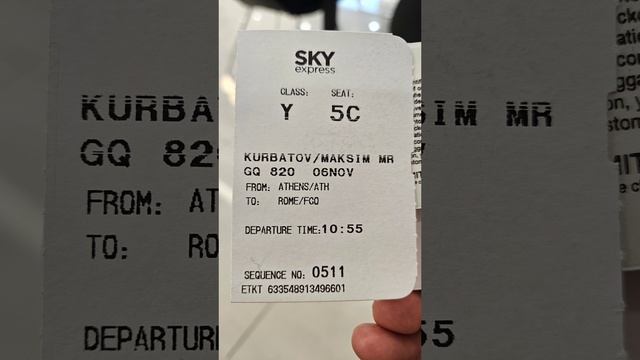 SKY
express
CLASS: SEAT:
Y 5C
KURBATOV/MAKSIM MR
GQ 820 06NOV
FROM: ATHENS/ATH
TO: ROME/FCO
DEPARTURE TIME:10:55
SEQUENCE NO: 0511
ETKT 633548913496601